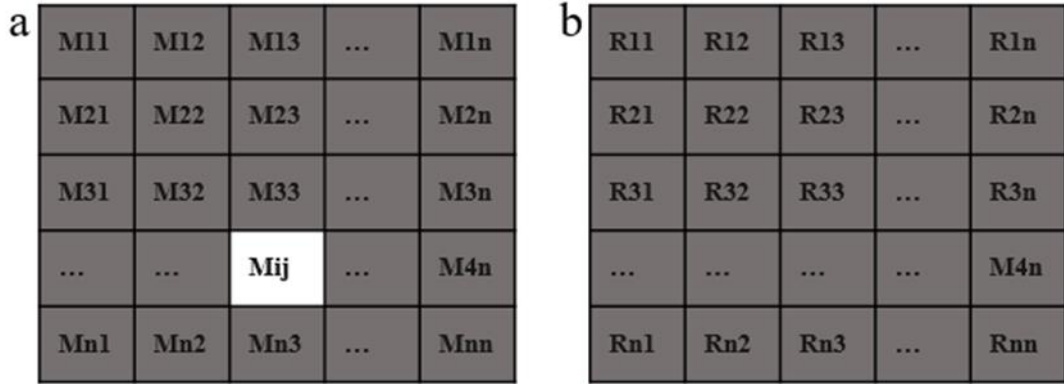 a
M11 M12 M13 ... M1n
M21 M22 M23 ... M2n
M31 M32 M33 ... M3n
... ... Mij ... M4n
Mn1 Mn2 Mn3 ... Mnn
b
R11 R12 R13 ... R1n
R21 R22 R23 ... R2n
R31 R32 R33 ... R3n
... ... ... ... M4n
Rn1 Rn2 Rn3 ... Rnn